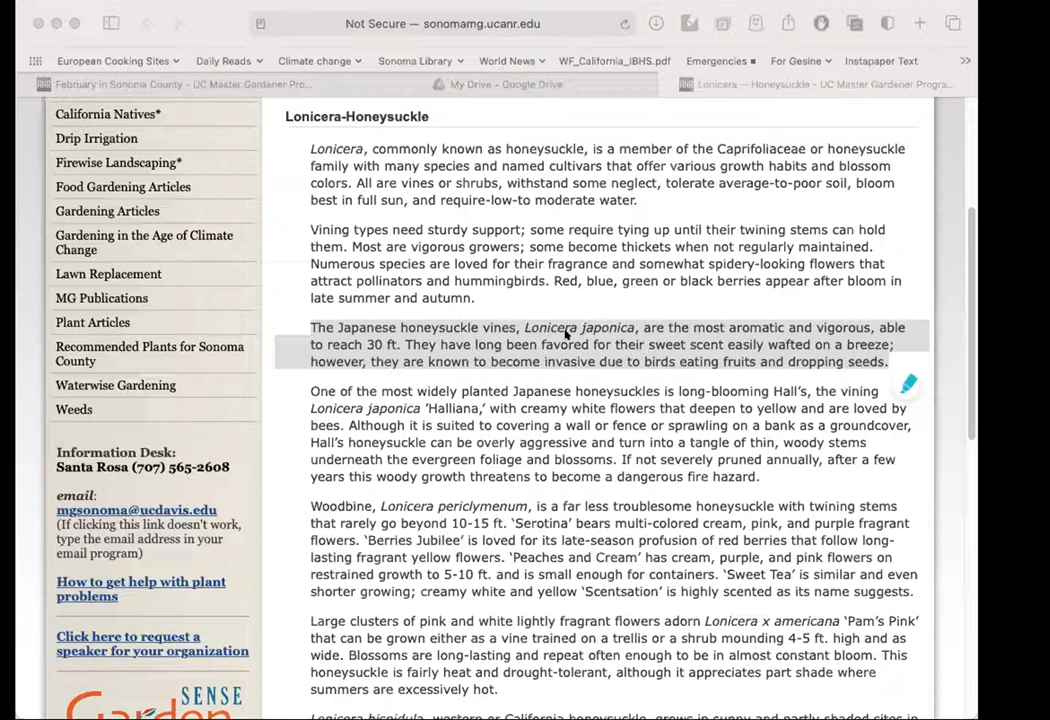 Not Secure — sonomamg.ucanr.edu
European Cooking Sites
Daily Reads
Climate change
Sonoma Library
World News
WF_California_IBHS.pdf
Emergencies
For Gesine
Instapaper Text
February in Sonoma County - UC Master Gardener Pro...
My Drive - Google Drive
Lonicera — Honeysuckle - UC Master Gardener Progra...
California Natives*
Drip Irrigation
Firewise Landscaping*
Food Gardening Articles
Gardening Articles
Gardening in the Age of Climate
Change
Lawn Replacement
MG Publications
Plant Articles
Recommended Plants for Sonoma
County
Waterwise Gardening
Weeds
Information Desk:
Santa Rosa (707) 565-2608
email:
mgsonoma@ucdavis.edu
(If clicking this link doesn't work,
type the email address in your
email program)
How to get help with plant
problems
Click here to request a
speaker for your organization
SENSE
Garden
Lonicera-Honeysuckle
Lonicera, commonly known as honeysuckle, is a member of the Caprifoliaceae or honeysuckle
family with many species and named cultivars that offer various growth habits and blossom
colors. All are vines or shrubs, withstand some neglect, tolerate average-to-poor soil, bloom
best in full sun, and require-low-to moderate water.
Vining types need sturdy support; some require tying up until their twining stems can hold
them. Most are vigorous growers; some become thickets when not regularly maintained.
Numerous species are loved for their fragrance and somewhat spidery-looking flowers that
attract pollinators and hummingbirds. Red, blue, green or black berries appear after bloom in
late summer and autumn.
The Japanese honeysuckle vines, Lonicera japonica, are the most aromatic and vigorous, able
to reach 30 ft. They have long been favored for their sweet scent easily wafted on a breeze;
however, they are known to become invasive due to birds eating fruits and dropping seeds.
One of the most widely planted Japanese honeysuckles is long-blooming Hall's, the vining
Lonicera japonica 'Halliana,' with creamy white flowers that deepen to yellow and are loved by
bees. Although it is suited to covering a wall or fence or sprawling on a bank as a groundcover,
Hall's honeysuckle can be overly aggressive and turn into a tangle of thin, woody stems
underneath the evergreen foliage and blossoms. If not severely pruned annually, after a few
years this woody growth threatens to become a dangerous fire hazard.
Woodbine, Lonicera periclymenum, is a far less troublesome honeysuckle with twining stems
that rarely go beyond 10-15 ft. 'Serotina' bears multi-colored cream, pink, and purple fragrant
flowers. 'Berries Jubilee' is loved for its late-season profusion of red berries that follow long-
lasting fragrant yellow flowers. 'Peaches and Cream' has cream, purple, and pink flowers on
restrained growth to 5-10 ft. and is small enough for containers. 'Sweet Tea' is similar and even
shorter growing; creamy white and yellow 'Scentsation' is highly scented as its name suggests.
Large clusters of pink and white lightly fragrant flowers adorn Lonicera x americana 'Pam's Pink'
that can be grown either as a vine trained on a trellis or a shrub mounding 4-5 ft. high and as
wide. Blossoms are long-lasting and repeat often enough to be in almost constant bloom. This
honeysuckle is fairly heat and drought-tolerant, although it appreciates part shade where
summers are excessively hot.
Lonicera hispidula, western or California honeysuckle, grows in sunny and partly shaded sites in